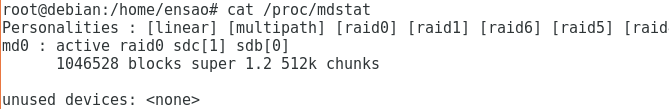 root@debian:/home/ensao# cat /proc/mdstat
Personalities : [linear] [multipath] [raid0] [raid1] [raid6] [raid5] [raid
md0 : active raid0 sdc[1] sdb[0]
      1046528 blocks super 1.2 512k chunks

unused devices: <none>